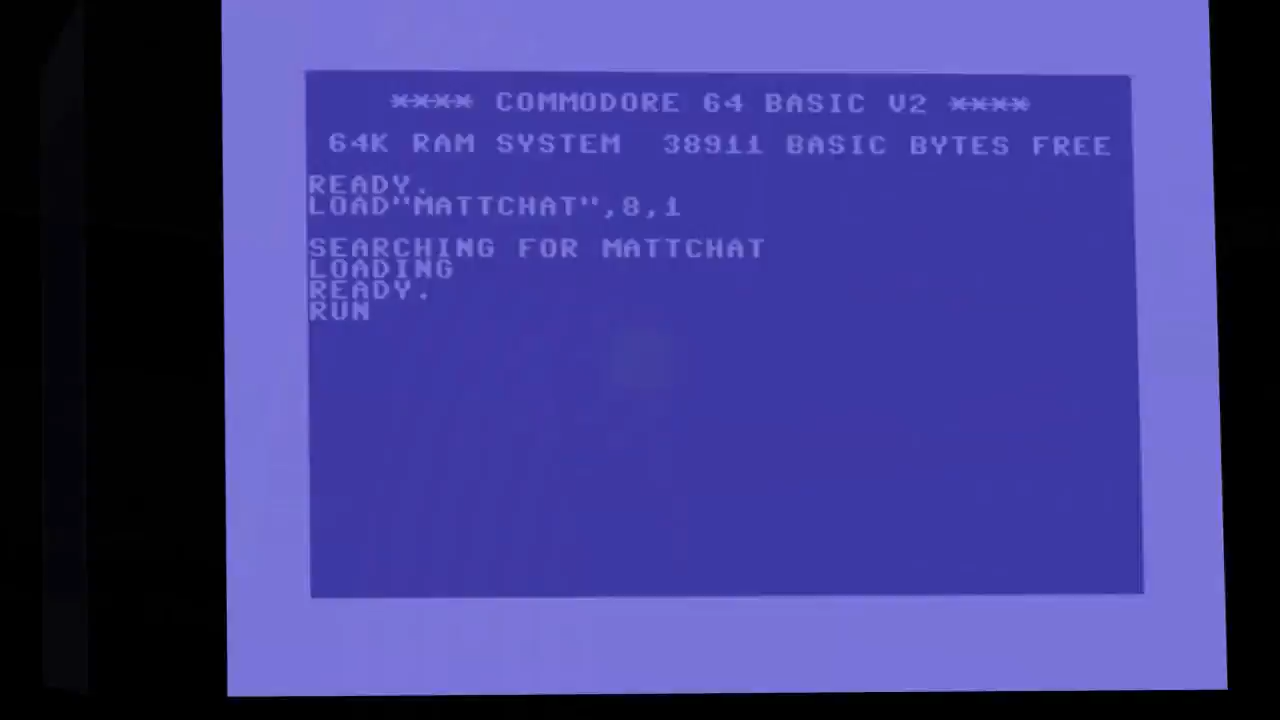 **** COMMODORE 64 BASIC V2 ****
64K RAM SYSTEM  38911 BASIC BYTES FREE
READY.
LOAD"MATTCHAT",8,1
SEARCHING FOR MATTCHAT
LOADING
READY.
RUN